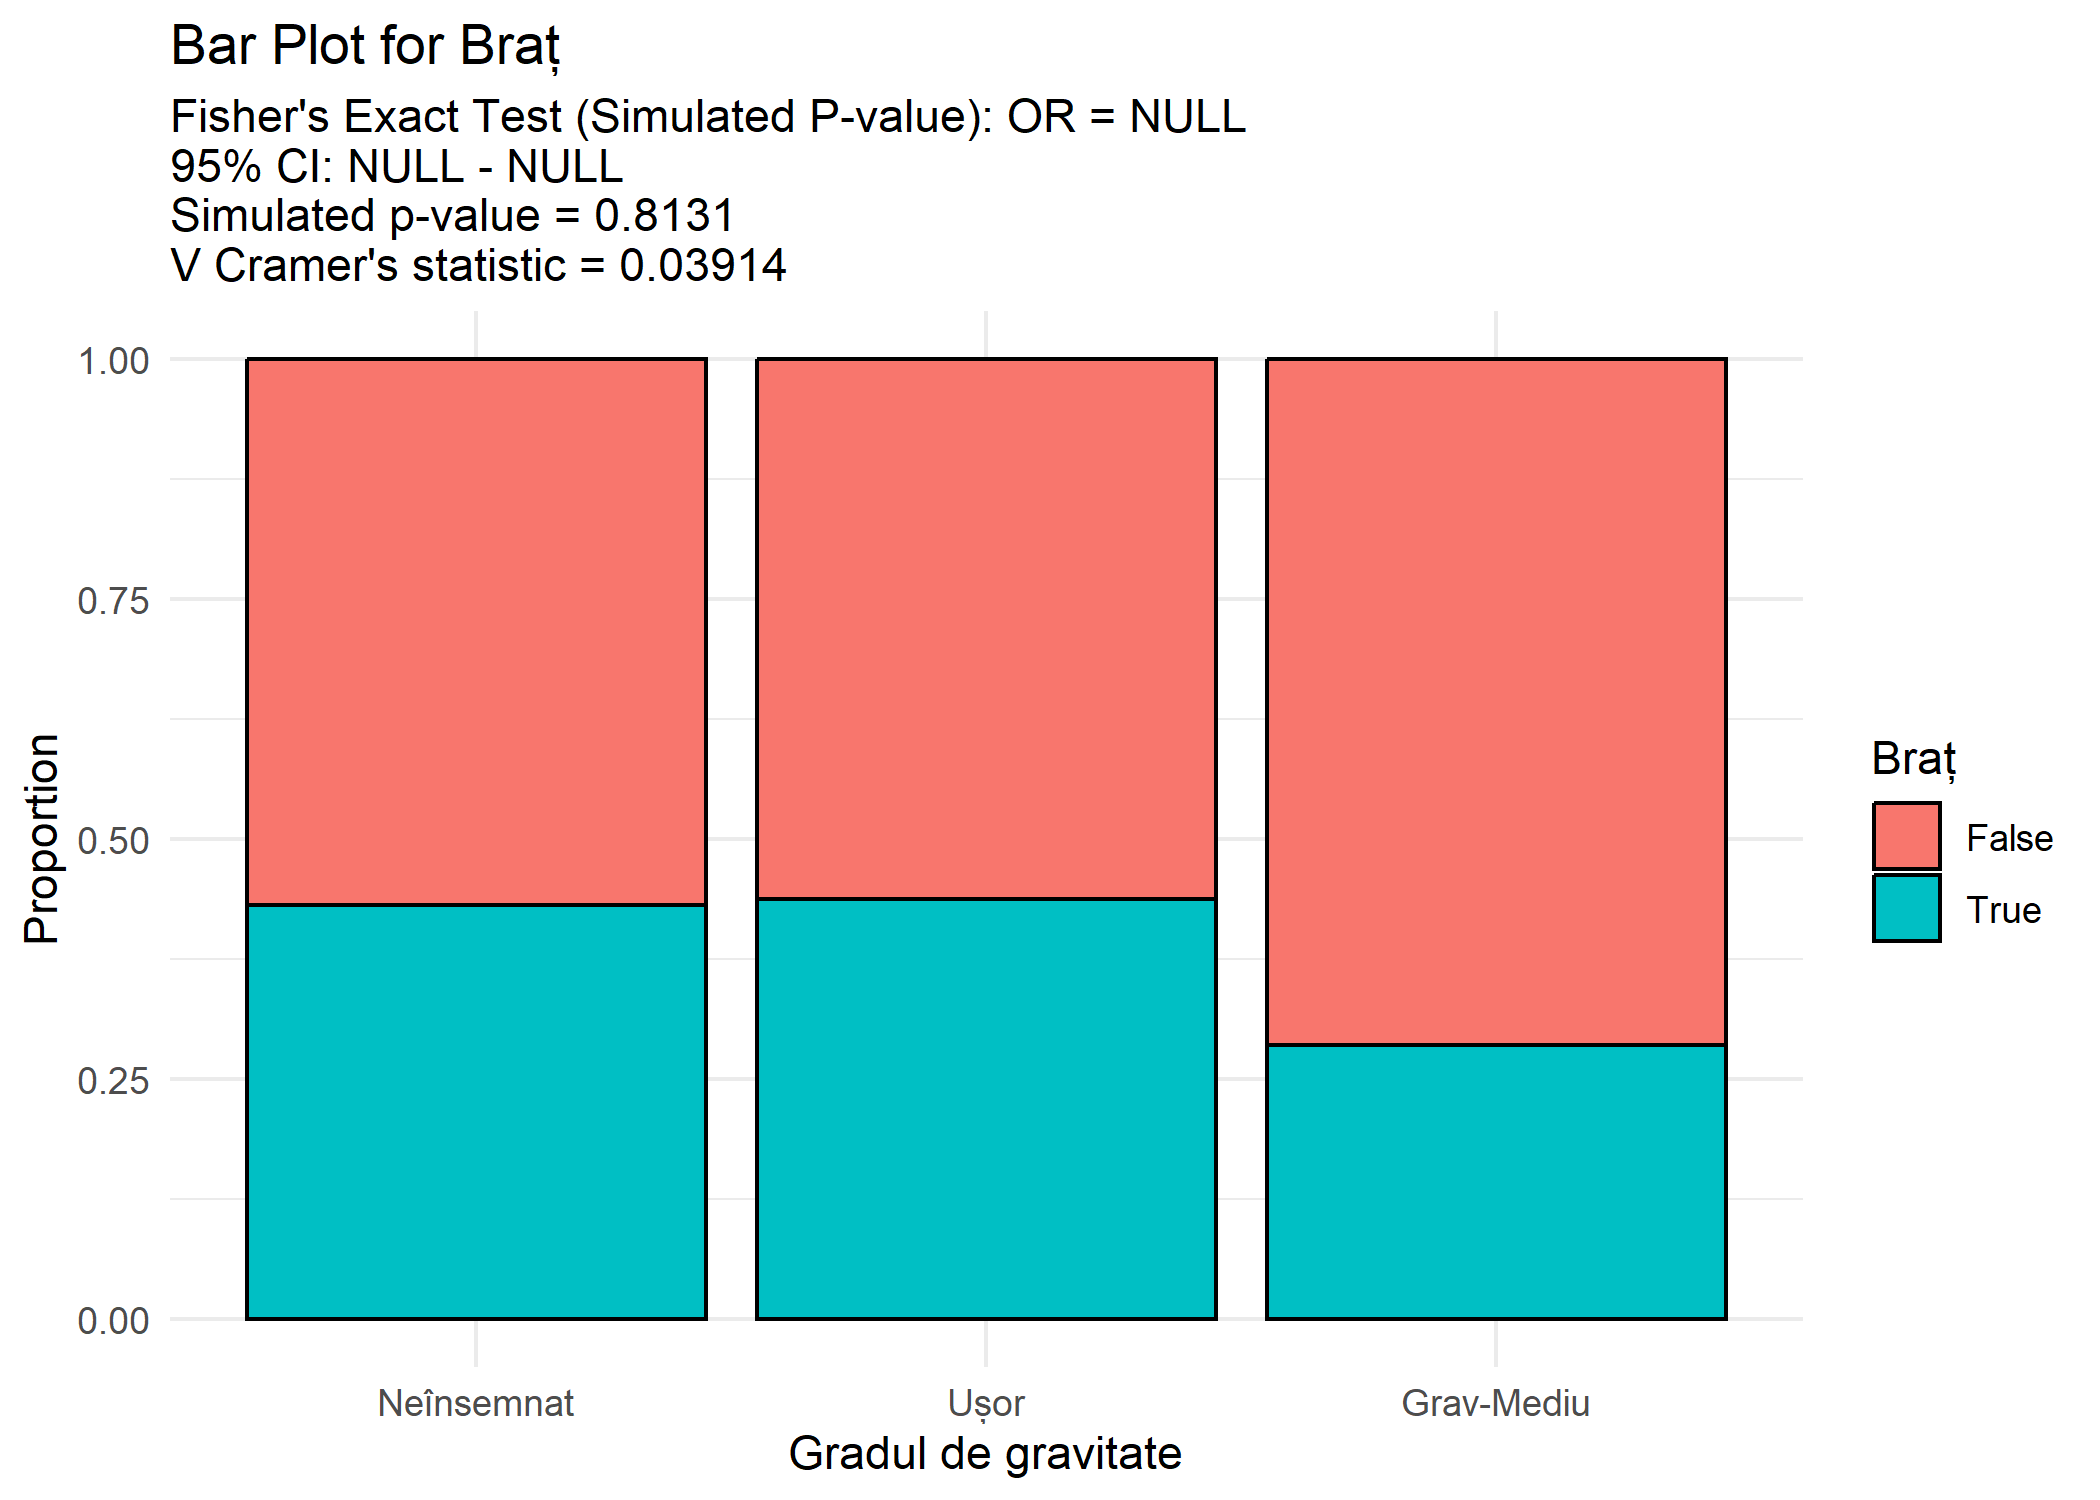 Bar Plot for Braț
Fisher's Exact Test (Simulated P-value): OR = NULL
95% CI: NULL - NULL
Simulated p-value = 0.8131
V Cramer's statistic = 0.03914
1.00
0.75
0.50
0.25
0.00
Proportion
Neînsemnat
Ușor
Grav-Mediu
Gradul de gravitate
Braț
False
True